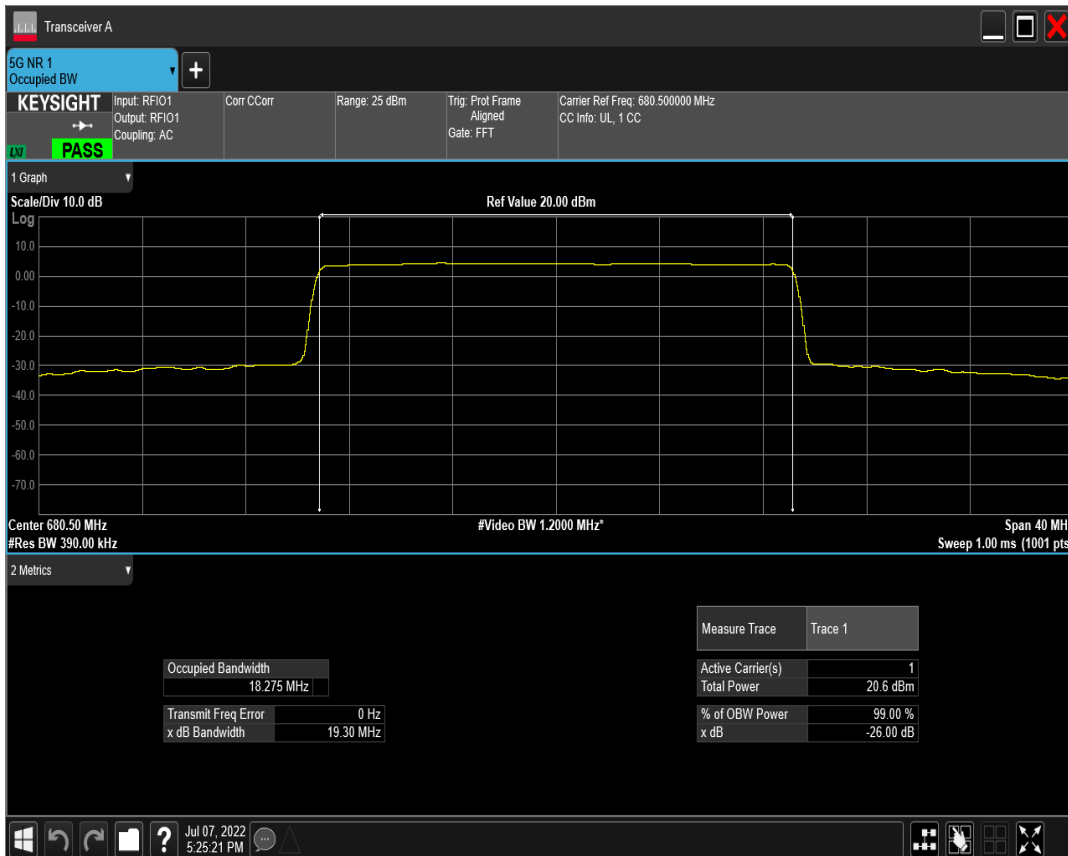 Transceiver A
5G NR 1
Occupied BW
+
KEYSIGHT
LXI
PASS
Input: RFIO1
Output: RFIO1
Coupling: AC
Corr CCorr
Range: 25 dBm
Trig: Prot Frame
Aligned
Gate: FFT
Carrier Ref Freq: 680.500000 MHz
CC Info: UL, 1 CC
1 Graph
Scale/Div 10.0 dB
Ref Value 20.00 dBm
Log
10.0
0.00
-10.0
-20.0
-30.0
-40.0
-50.0
-60.0
-70.0
Center 680.50 MHz
#Video BW 1.2000 MHz*
Span 40 MH
#Res BW 390.00 kHz
Sweep 1.00 ms (1001 pts
2 Metrics
Measure Trace Trace 1
Occupied Bandwidth
18.275 MHz
Active Carrier(s) 1
Total Power 20.6 dBm
Transmit Freq Error 0 Hz
x dB Bandwidth 19.30 MHz
% of OBW Power 99.00 %
x dB -26.00 dB
?
Jul 07, 2022
5:25:21 PM